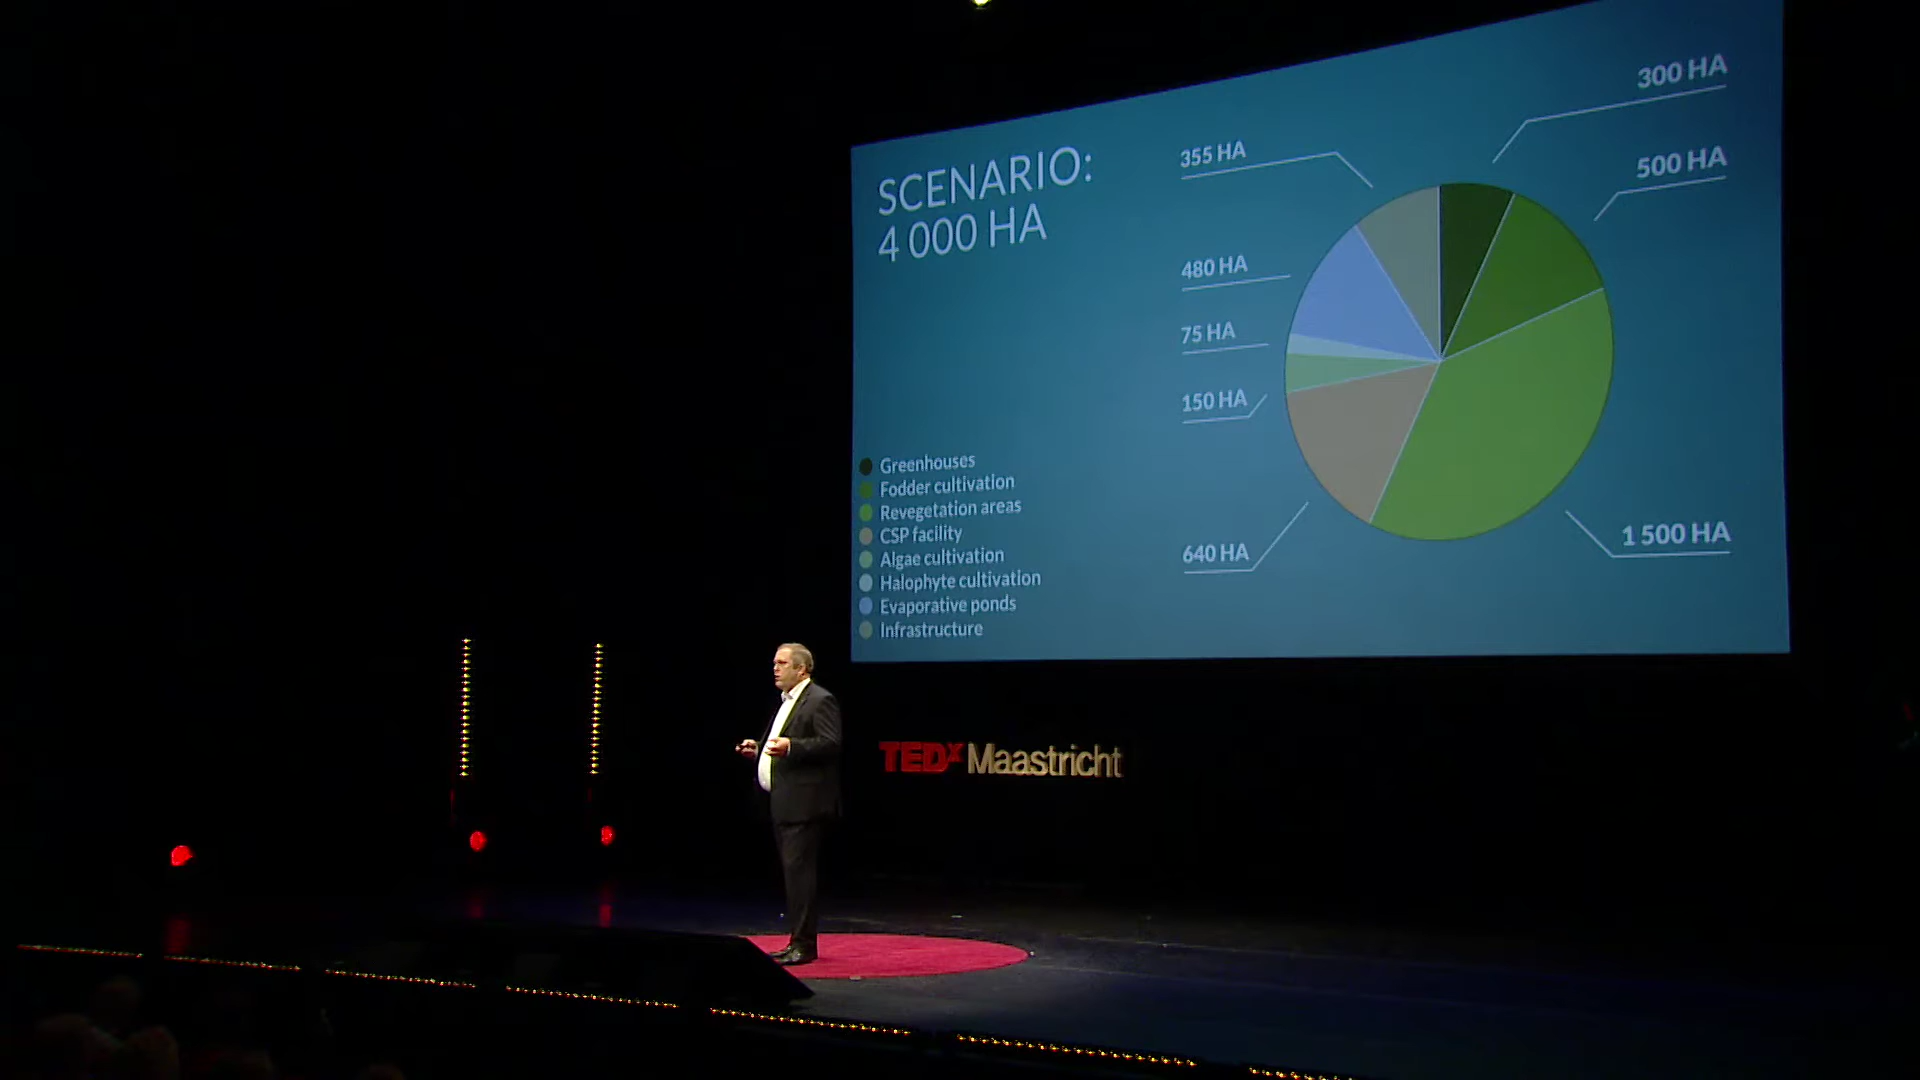 SCENARIO:
4 000 HA
300 HA
500 HA
355 HA
480 HA
75 HA
150 HA
640 HA
1 500 HA
Greenhouses
Fodder cultivation
Revegetation areas
CSP facility
Algae cultivation
Halophyte cultivation
Evaporative ponds
Infrastructure
TEDx Maastricht